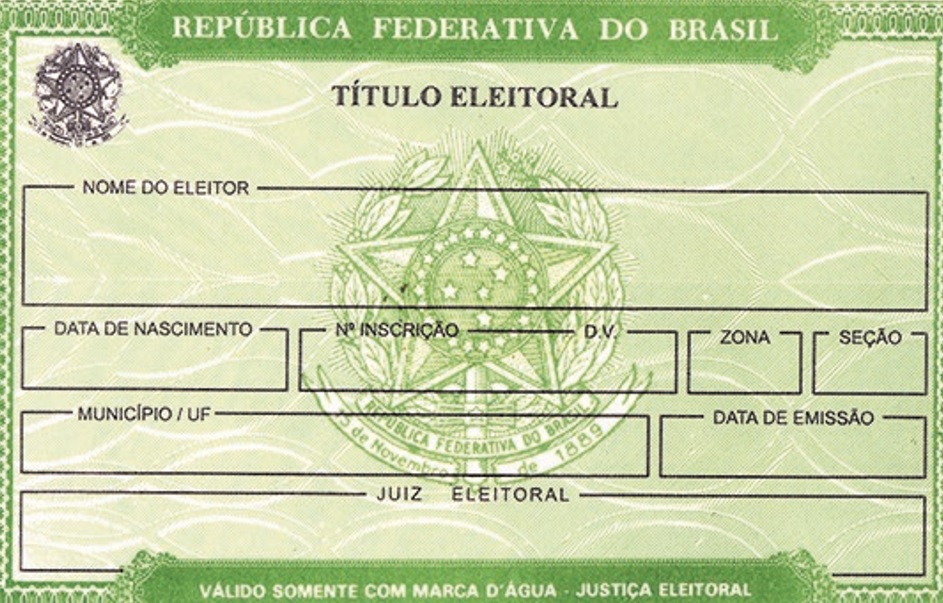 REPÚBLICA FEDERATIVA DO BRASIL
TÍTULO ELEITORAL
NOME DO ELEITOR
DATA DE NASCIMENTO Nº INSCRIÇÃO D.V. ZONA SEÇÃO
MUNICÍPIO / UF DATA DE EMISSÃO
REPÚBLICA FEDERATIVA DO BRASIL
15 de Novembro de 1889
JUIZ ELEITORAL
VÁLIDO SOMENTE COM MARCA D'ÁGUA - JUSTIÇA ELEITORAL